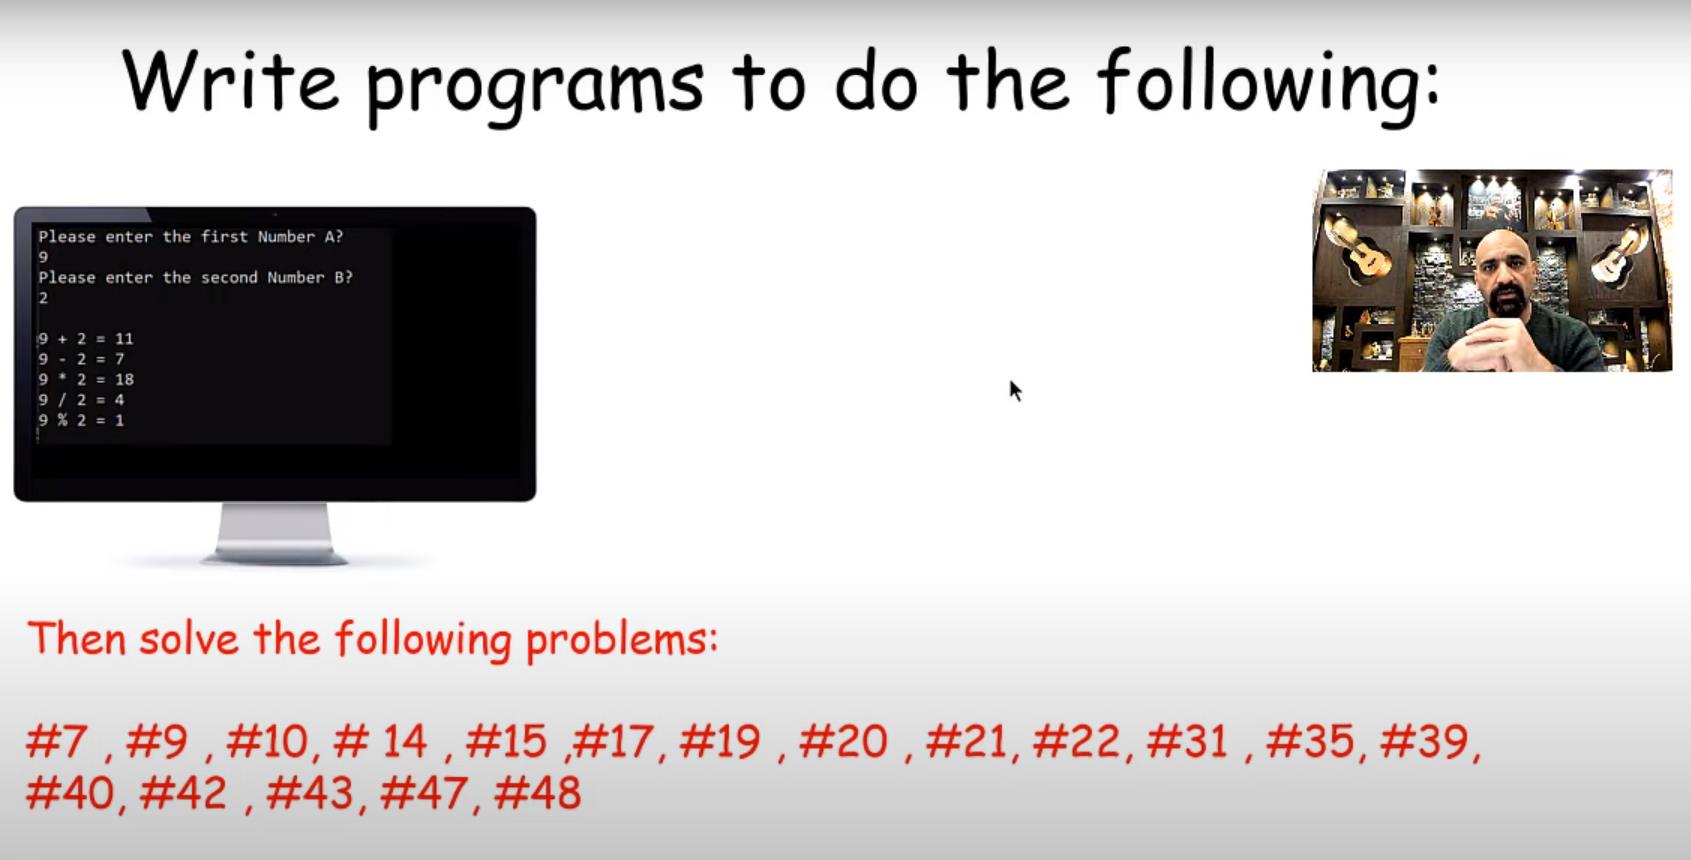 Write programs to do the following:
Please enter the first Number A?
9
Please enter the second Number B?
2
9 + 2 = 11
9 - 2 = 7
9 * 2 = 18
9 / 2 = 4
9 % 2 = 1
Then solve the following problems:
#7 , #9 , #10, # 14 , #15 ,#17, #19 , #20 , #21, #22, #31 , #35, #39,
#40, #42 , #43, #47, #48